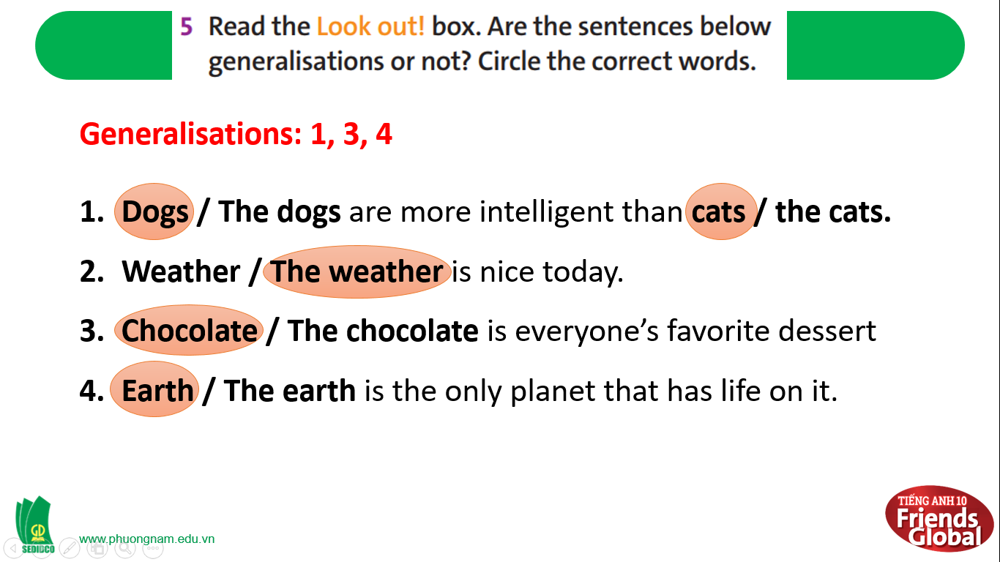 5 Read the Look out! box. Are the sentences below
generalisations or not? Circle the correct words.
Generalisations: 1, 3, 4
1. Dogs / The dogs are more intelligent than cats / the cats.
2. Weather / The weather is nice today.
3. Chocolate / The chocolate is everyone’s favorite dessert
4. Earth / The earth is the only planet that has life on it.
GD
SEDIDCO
www.phuongnam.edu.vn
TIẾNG ANH 10
Friends
Global